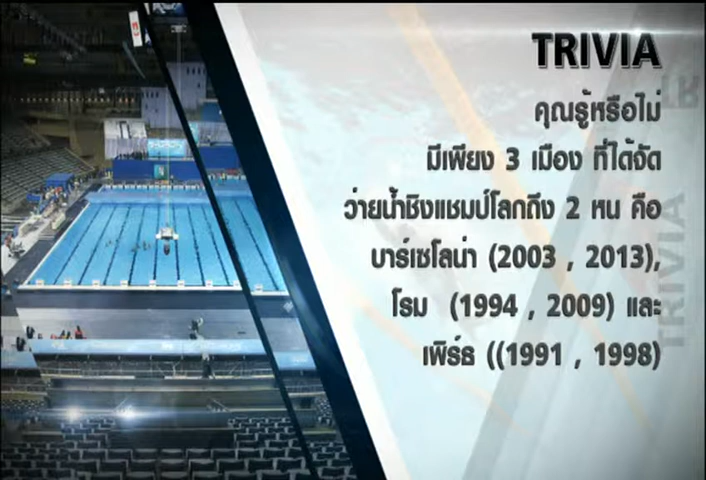 TRIVIA
คุณรู้หรือไม่
มีเพียง 3 เมือง ที่ได้จัด
ว่ายน้ำชิงแชมป์โลกถึง 2 หน คือ
บาร์เซโลน่า (2003 , 2013),
โรม (1994 , 2009) และ
เพิร์ธ ((1991 , 1998)
TRIVIA